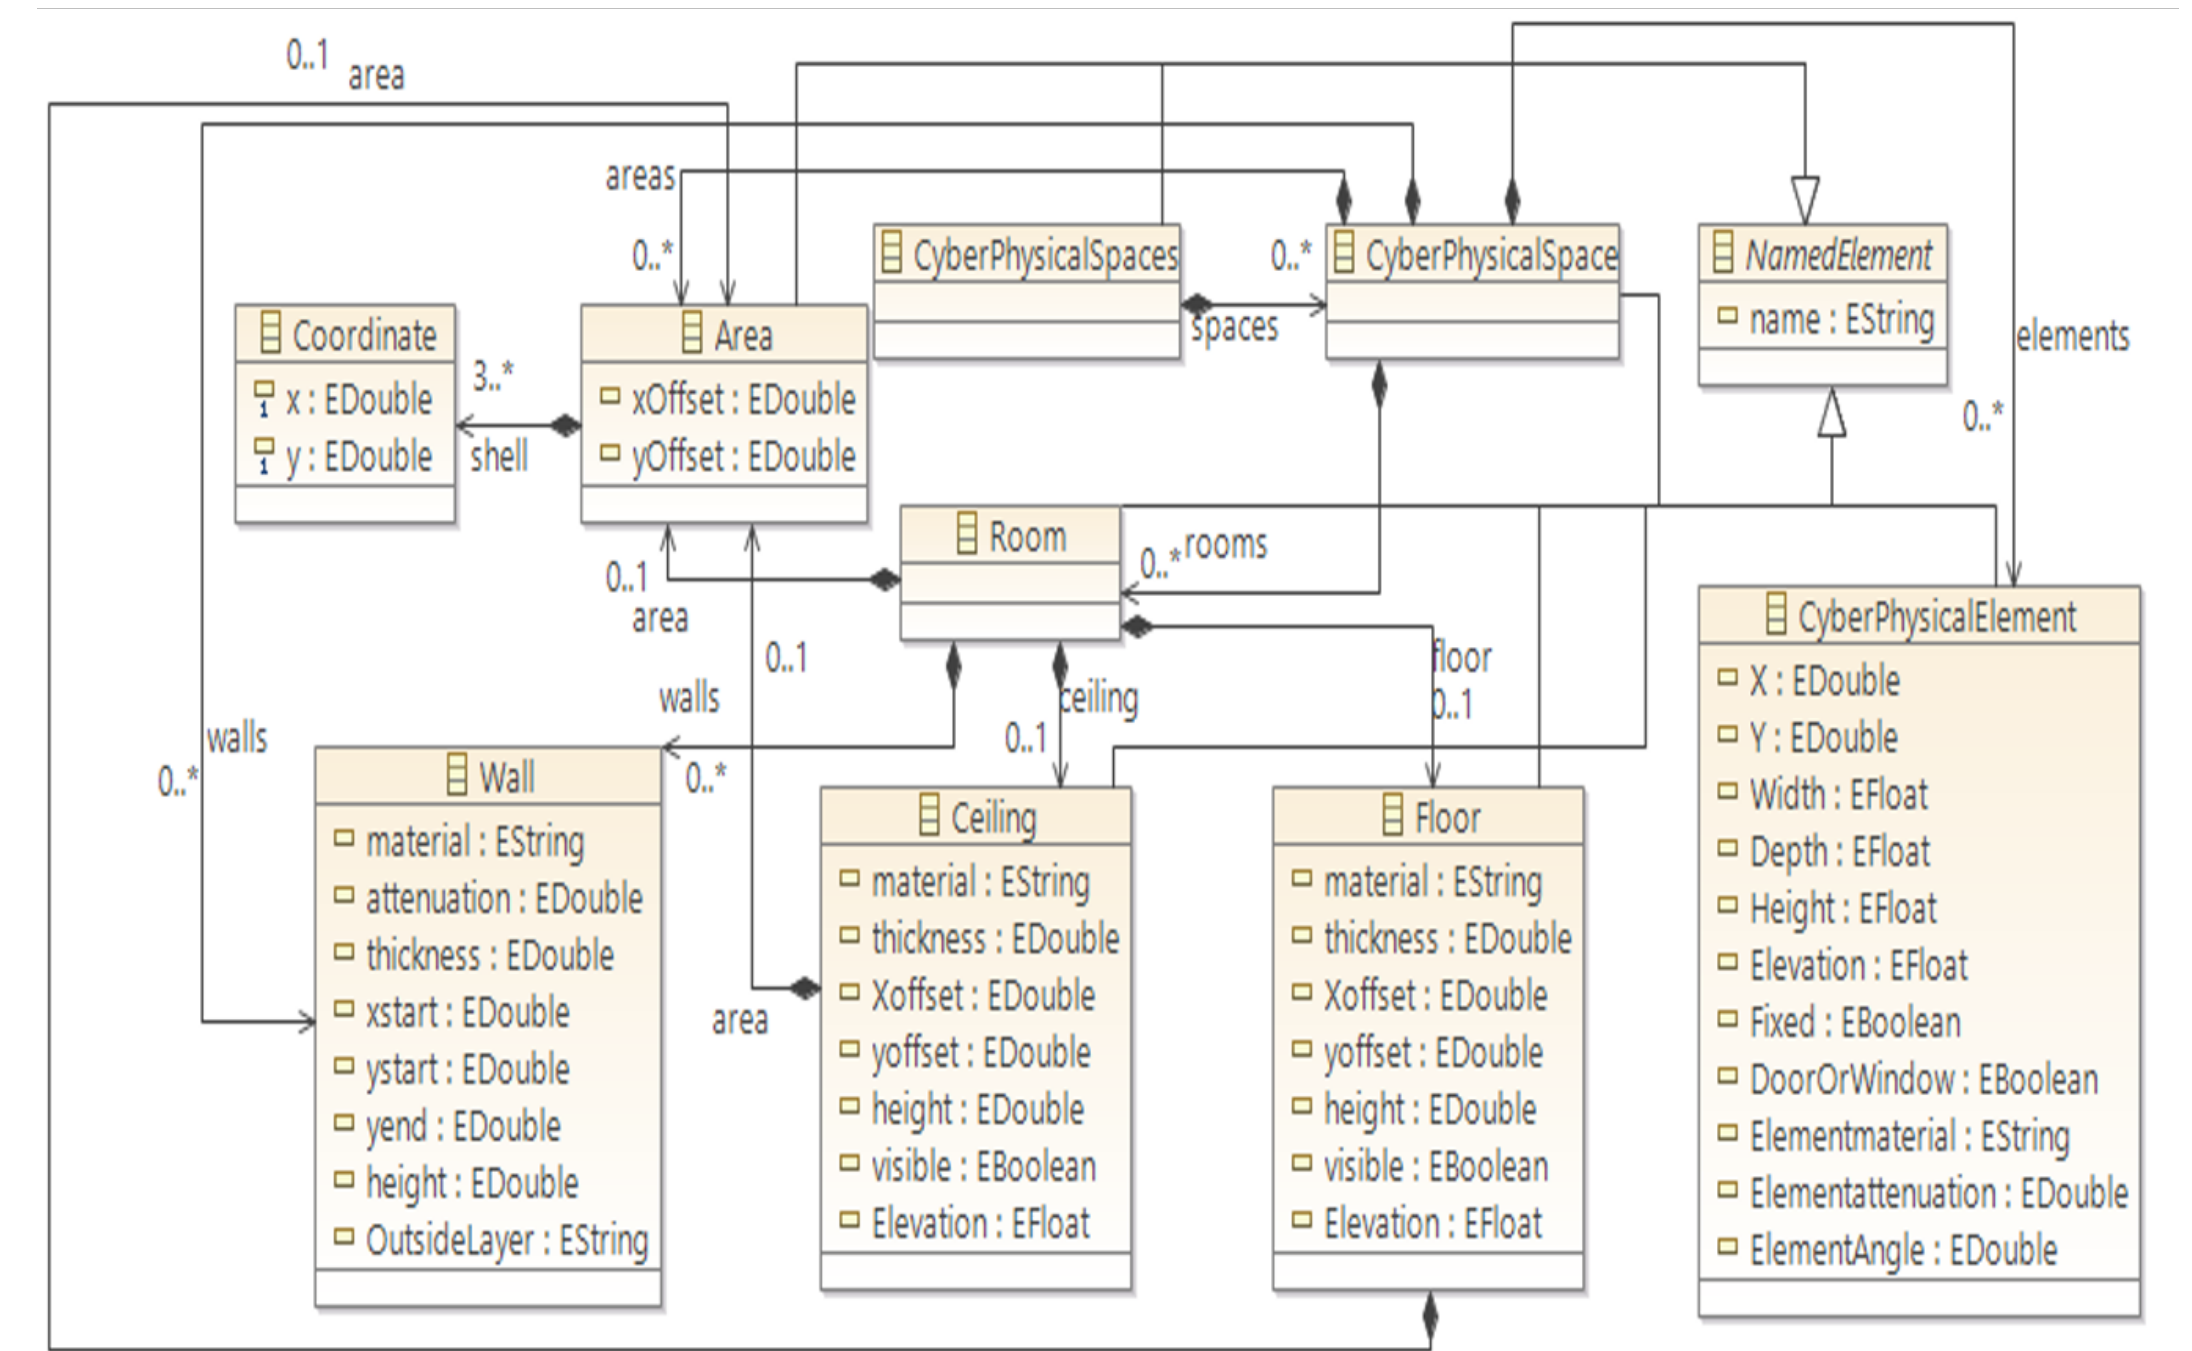 0..1
area
areas
0..*
CyberPhysicalSpaces
0..*
CyberPhysicalSpace
spaces
NamedElement
name : EString
elements
0..*
Coordinate
1 x : EDouble
1 y : EDouble
3..*
shell
Area
xOffset : EDouble
yOffset : EDouble
Room
0..*
rooms
0..1
area
0..1
walls
0..*
ceiling
0..1
floor
0..1
walls
0..*
area
Wall
material : EString
attenuation : EDouble
thickness : EDouble
xstart : EDouble
ystart : EDouble
yend : EDouble
height : EDouble
OutsideLayer : EString
Ceiling
material : EString
thickness : EDouble
Xoffset : EDouble
yoffset : EDouble
height : EDouble
visible : EBoolean
Elevation : EFloat
Floor
material : EString
thickness : EDouble
Xoffset : EDouble
yoffset : EDouble
height : EDouble
visible : EBoolean
Elevation : EFloat
CyberPhysicalElement
X : EDouble
Y : EDouble
Width : EFloat
Depth : EFloat
Height : EFloat
Elevation : EFloat
Fixed : EBoolean
DoorOrWindow : EBoolean
Elementmaterial : EString
Elementattenuation : EDouble
ElementAngle : EDouble